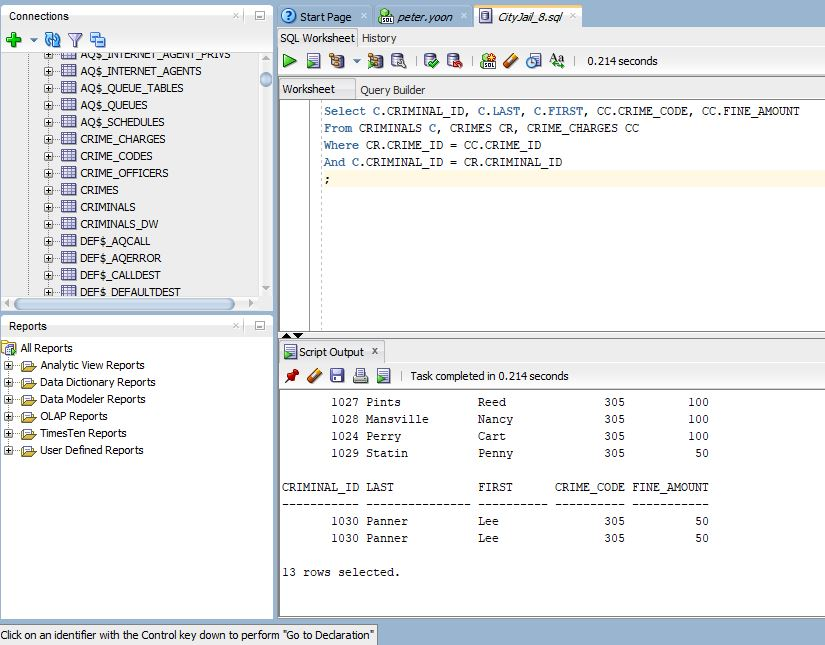 Connections
AQ$_INTERNET_AGENT_PRIVS
AQ$_INTERNET_AGENTS
AQ$_QUEUE_TABLES
AQ$_QUEUES
AQ$_SCHEDULES
CRIME_CHARGES
CRIME_CODES
CRIME_OFFICERS
CRIMES
CRIMINALS
CRIMINALS_DW
DEF$_AQCALL
DEF$_AQERROR
DEF$_CALLDEST
DEF$_DEFAULTDEST
Reports
All Reports
Analytic View Reports
Data Dictionary Reports
Data Modeler Reports
OLAP Reports
TimesTen Reports
User Defined Reports
Start Page
peter.yoon
CityJail_8.sql
SQL Worksheet History
0.214 seconds
Worksheet Query Builder
Select C.CRIMINAL_ID, C.LAST, C.FIRST, CC.CRIME_CODE, CC.FINE_AMOUNT
From CRIMINALS C, CRIMES CR, CRIME_CHARGES CC
Where CR.CRIME_ID = CC.CRIME_ID
And C.CRIMINAL_ID = CR.CRIMINAL_ID
;
Script Output
Task completed in 0.214 seconds
1027 Pints Reed 305 100
1028 Mansville Nancy 305 100
1024 Perry Cart 305 100
1029 Statin Penny 305 50
CRIMINAL_ID LAST FIRST CRIME_CODE FINE_AMOUNT
----------- --------------- ---------- ---------- -----------
1030 Panner Lee 305 50
1030 Panner Lee 305 50
13 rows selected.
Click on an identifier with the Control key down to perform "Go to Declaration"